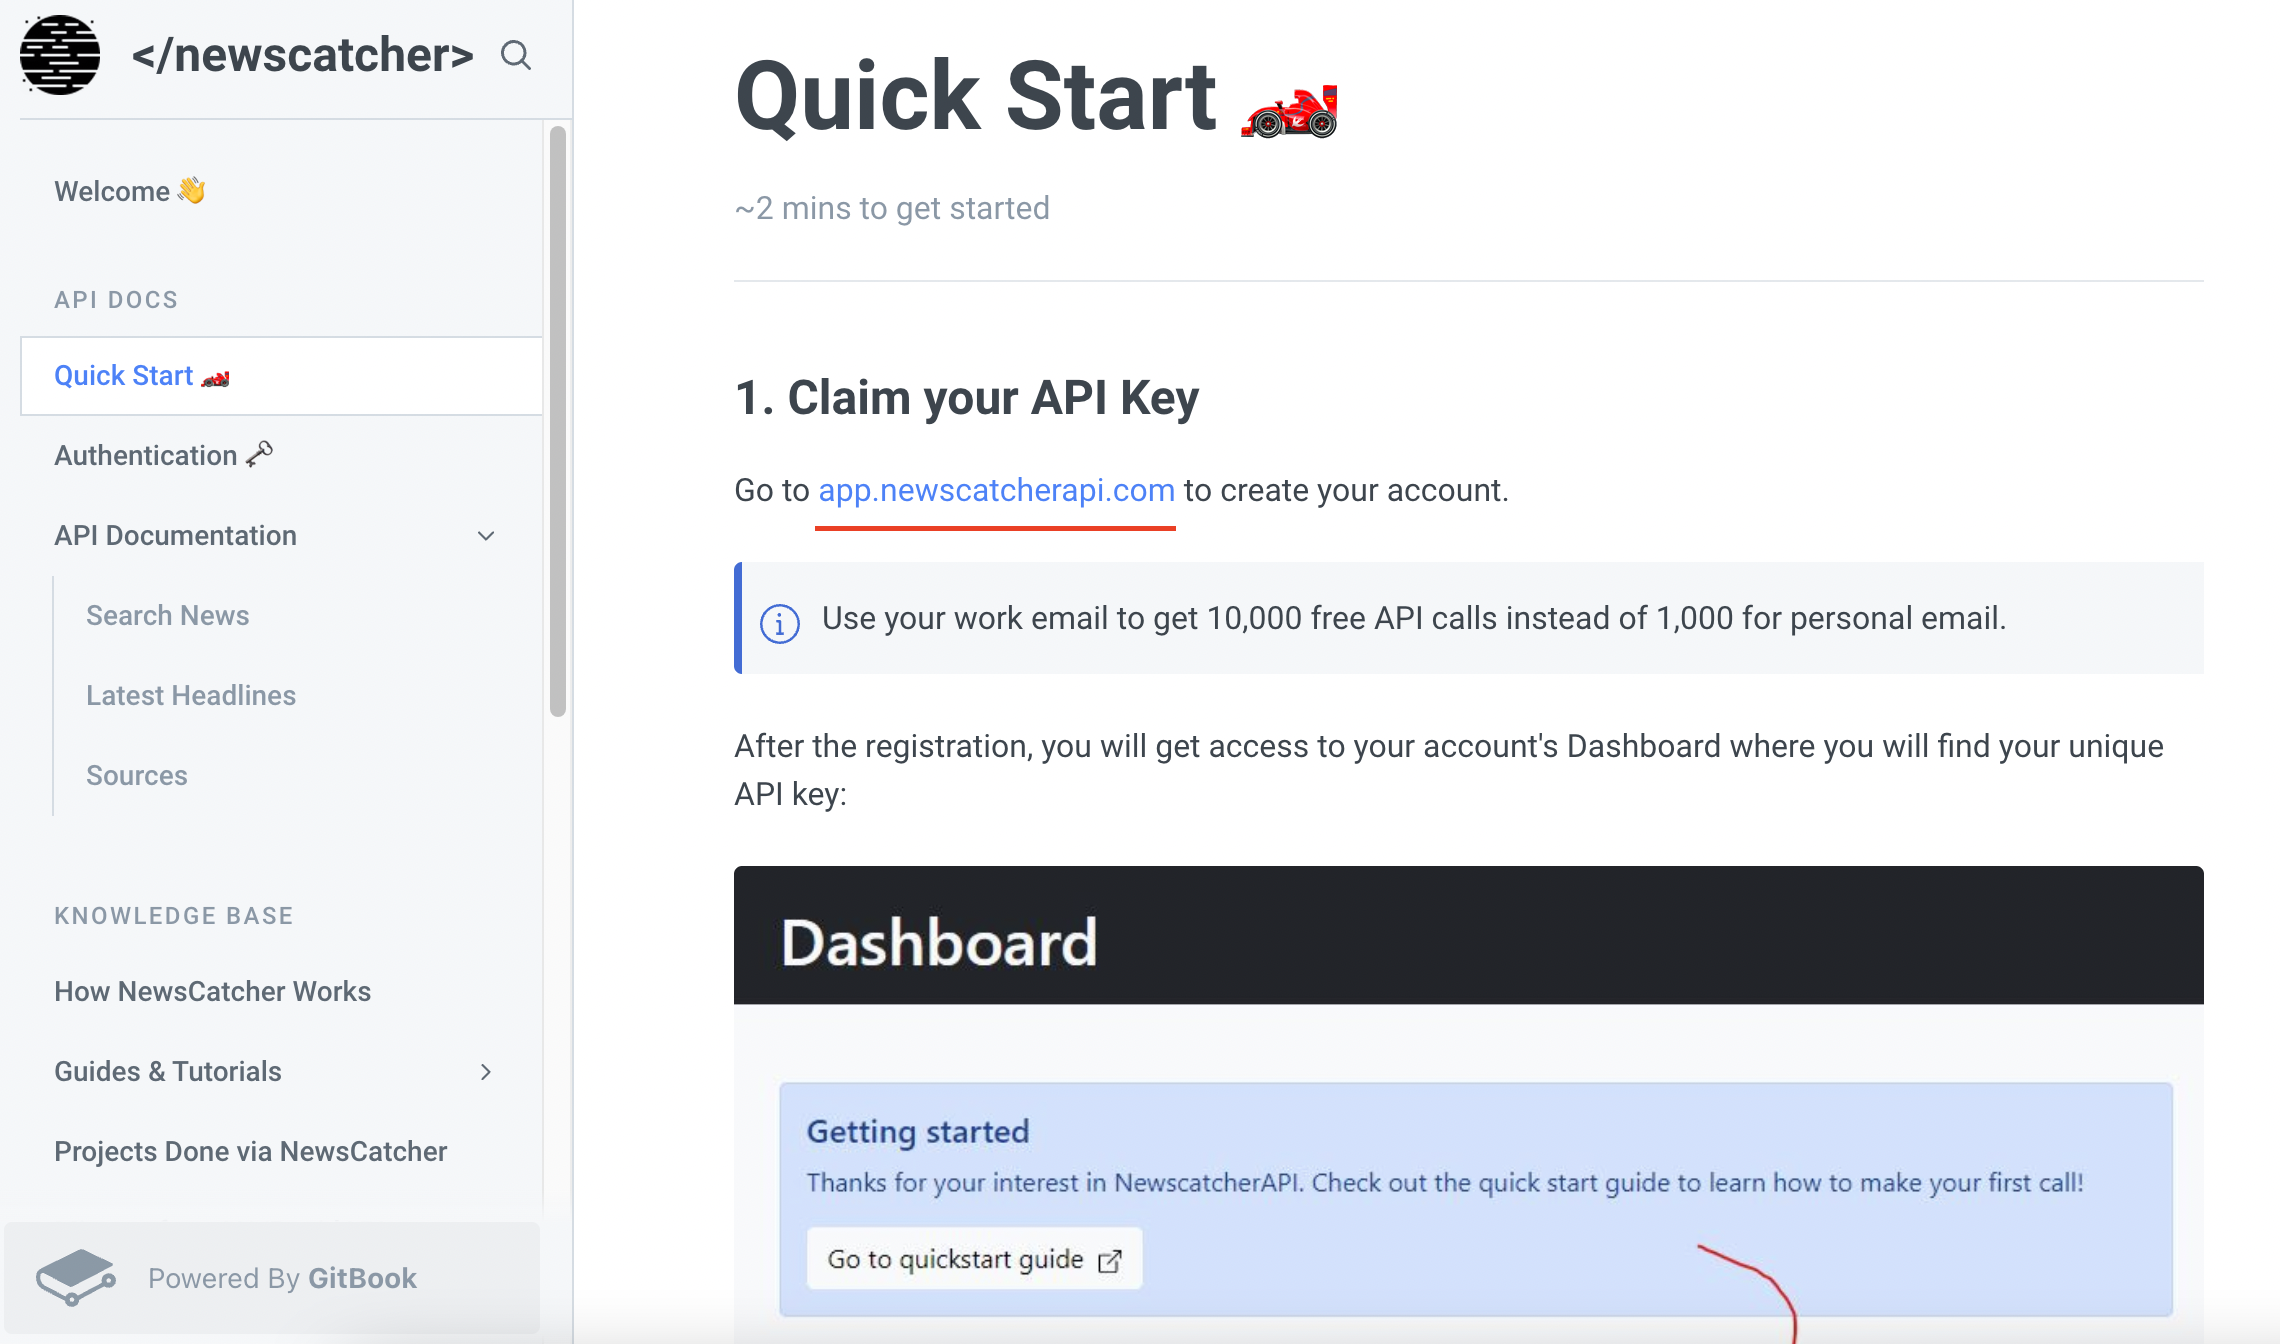 </newscatcher>
Welcome 👋
API DOCS
Quick Start 🏎️
Authentication 🗝️
API Documentation
Search News
Latest Headlines
Sources
KNOWLEDGE BASE
How NewsCatcher Works
Guides & Tutorials
Projects Done via NewsCatcher
Powered By GitBook
Quick Start 🏎️
~2 mins to get started
1. Claim your API Key
Go to app.newscatcherapi.com to create your account.
Use your work email to get 10,000 free API calls instead of 1,000 for personal email.
After the registration, you will get access to your account's Dashboard where you will find your unique
API key:
Dashboard
Getting started
Thanks for your interest in NewscatcherAPI. Check out the quick start guide to learn how to make your first call!
Go to quickstart guide